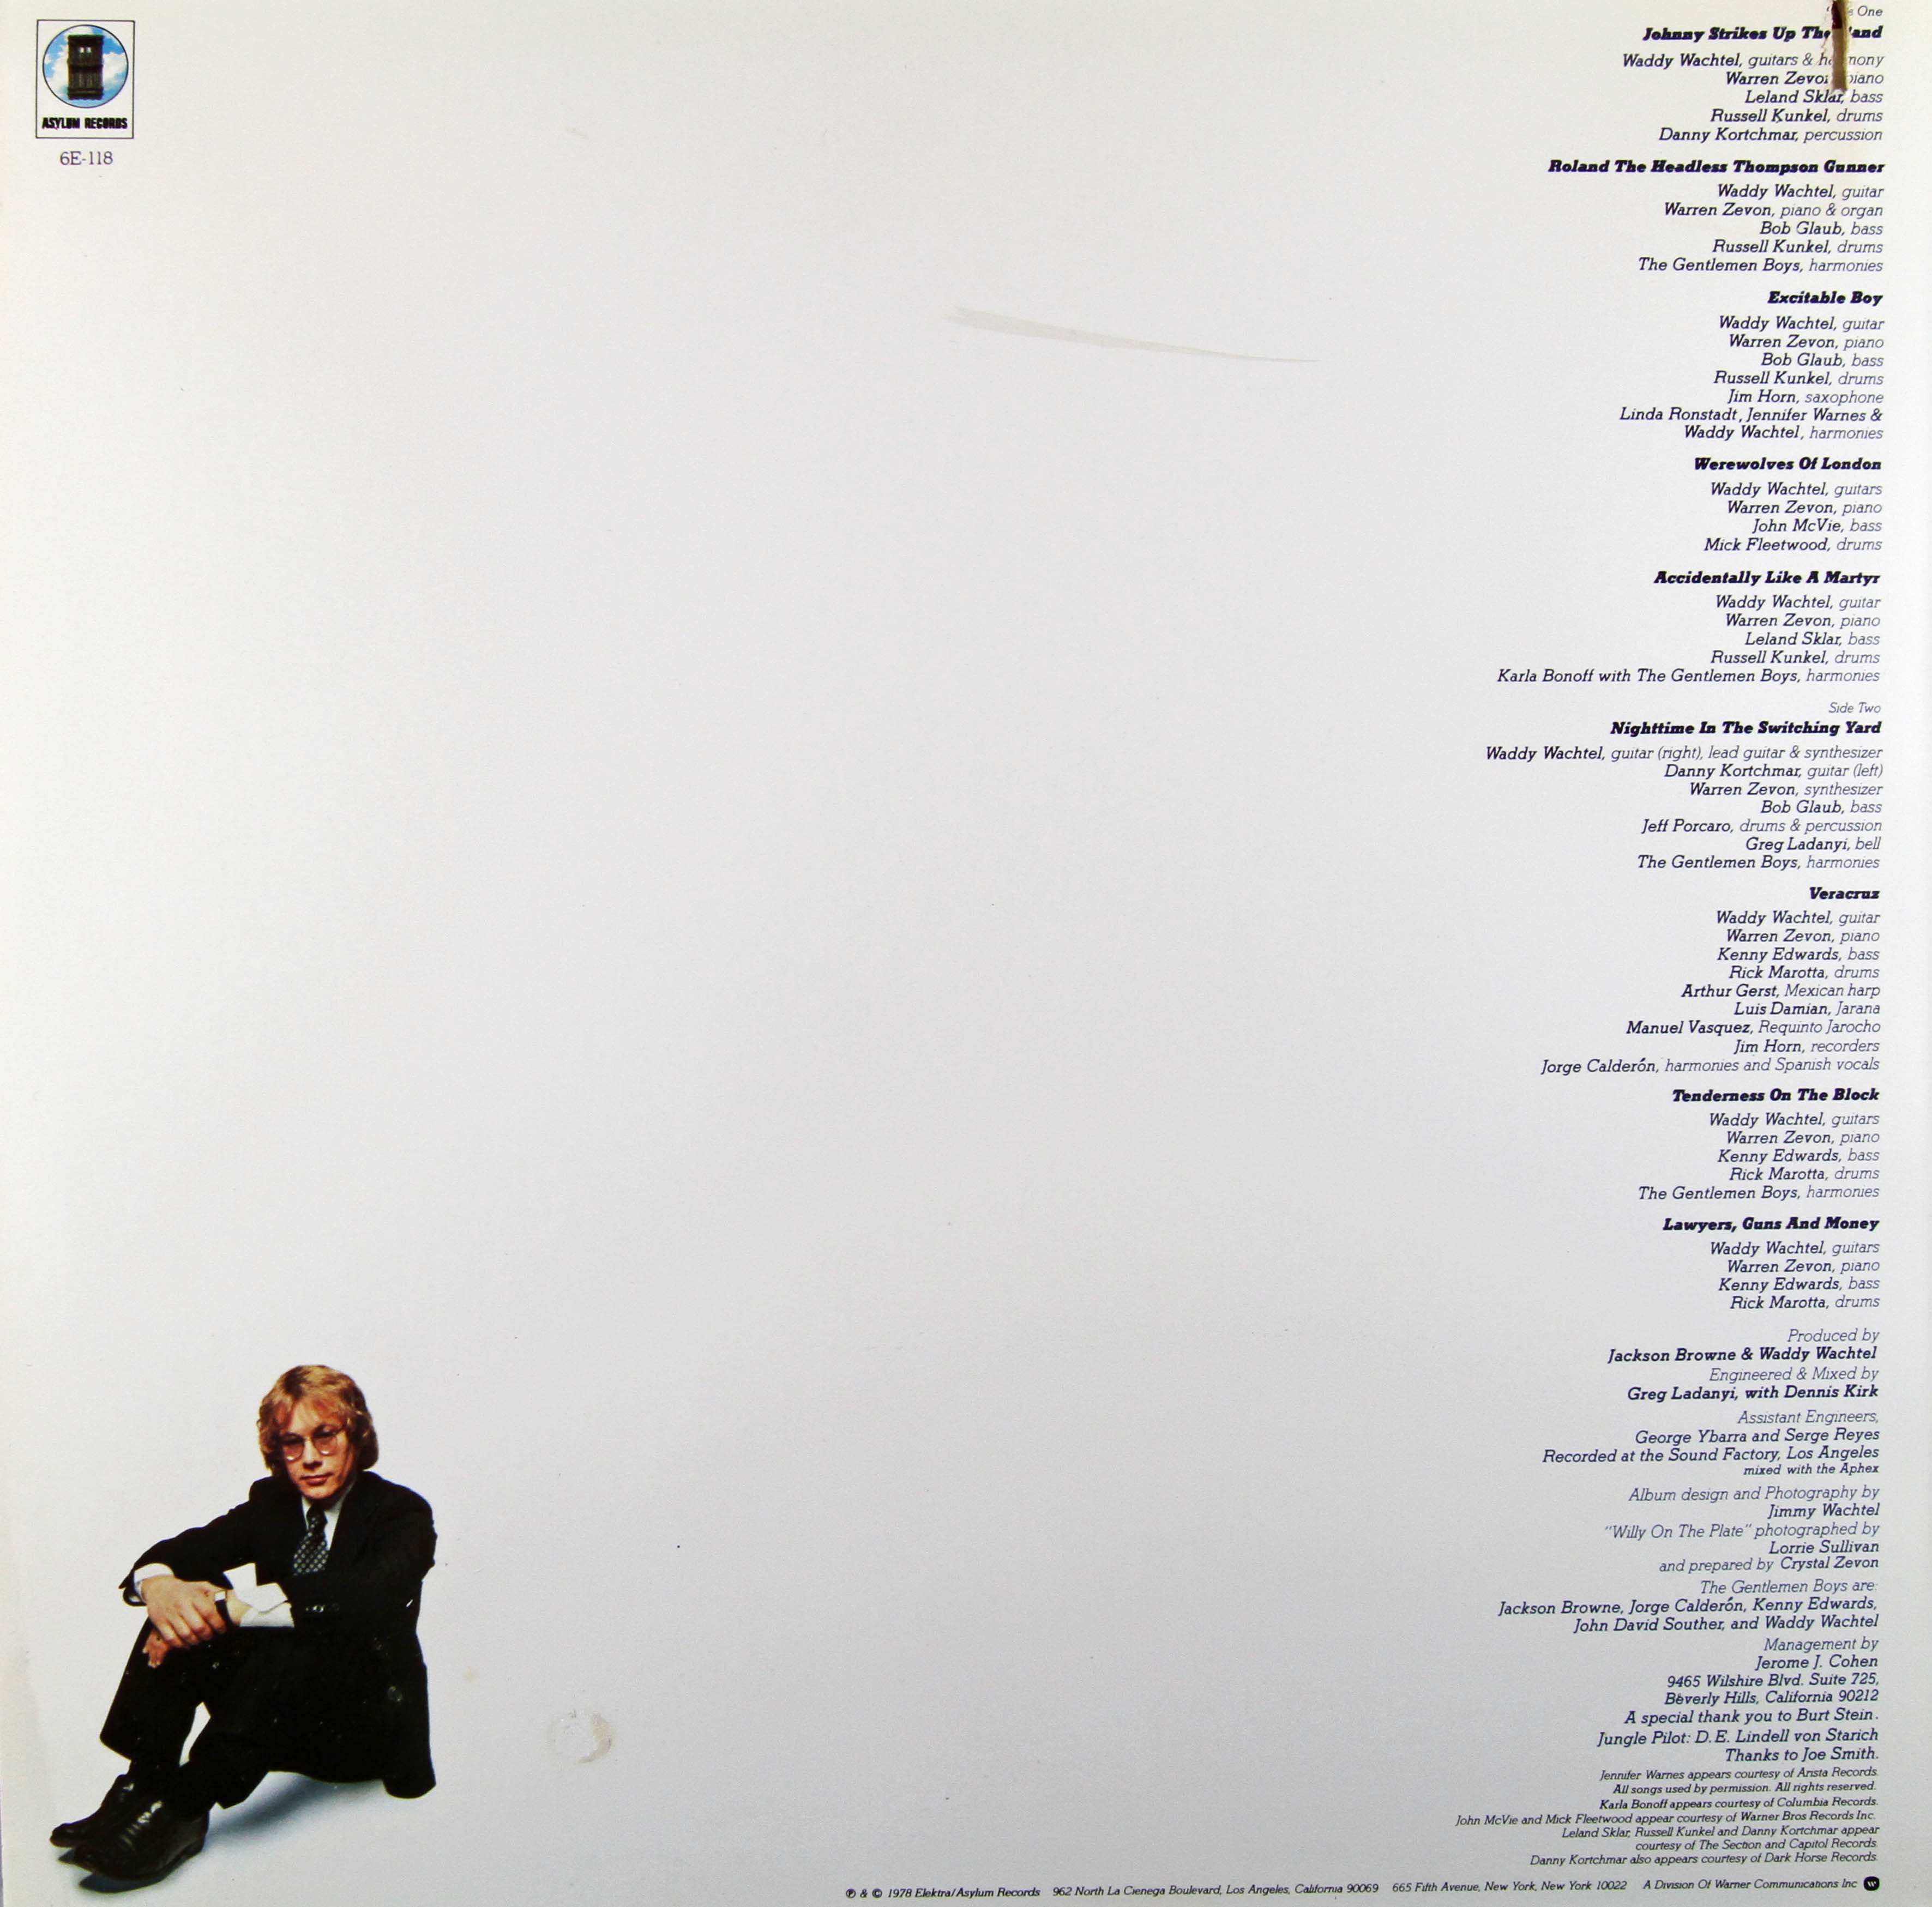 ASYLUM RECORDS
6E-118
One
Johnny Strikes Up The
Waddy Wachtel, guitars &
Warren
Leland Sklar, bass
Russell Kunkel, drums
Danny Kortchmar, percussion
Roland The Headless Thompson Gunner
Waddy Wachtel, guitar
Warren Zevon, piano & organ
Bob Glaub, bass
Russell Kunkel, drums
The Gentlemen Boys, harmonies
Excitable Boy
Waddy Wachtel, guitar
Warren Zevon, piano
Bob Glaub, bass
Russell Kunkel, drums
Jim Horn, saxophone
Linda Ronstadt, Jennifer Warnes &
Waddy Wachtel, harmonies
Werewolves Of London
Waddy Wachtel, guitars
Warren Zevon, piano
John McVie, bass
Mick Fleetwood, drums
Accidentally Like A Martyr
Waddy Wachtel, guitar
Warren Zevon, piano
Leland Sklar, bass
Russell Kunkel, drums
Karla Bonoff with The Gentlemen Boys, harmonies
Side Two
Nighttime In The Switching Yard
Waddy Wachtel, guitar (right), lead guitar & synthesizer
Danny Kortchmar, guitar (left)
Warren Zevon, synthesizer
Bob Glaub, bass
Jeff Porcaro, drums & percussion
Greg Ladanyi, bell
The Gentlemen Boys, harmonies
Veracruz
Waddy Wachtel, guitar
Warren Zevon, piano
Kenny Edwards, bass
Rick Marotta, drums
Arthur Gerst, Mexican harp
Luis Damian, Jarana
Manuel Vasquez, Requinto Jarocho
Jim Horn, recorders
Jorge Calderón, harmonies and Spanish vocals
Tenderness On The Block
Waddy Wachtel, guitars
Warren Zevon, piano
Kenny Edwards, bass
Rick Marotta, drums
The Gentlemen Boys, harmonies
Lawyers, Guns And Money
Waddy Wachtel, guitars
Warren Zevon, piano
Kenny Edwards, bass
Rick Marotta, drums
Produced by
Jackson Browne & Waddy Wachtel
Engineered & Mixed by
Greg Ladanyi, with Dennis Kirk
Assistant Engineers,
George Ybarra and Serge Reyes
Recorded at the Sound Factory, Los Angeles
mixed with the Aphex
Album design and Photography by
Jimmy Wachtel
"Willy On The Plate" photographed by
Lorrie Sullivan
and prepared by Crystal Zevon
The Gentlemen Boys are:
Jackson Browne, Jorge Calderón, Kenny Edwards,
John David Souther, and Waddy Wachtel
Management by
Jerome J. Cohen
9465 Wilshire Blvd. Suite 725,
Beverly Hills, California 90212
A special thank you to Burt Stein.
Jungle Pilot: D. E. Lindell von Starich
Thanks to Joe Smith.
Jennifer Warnes appears courtesy of Arista Records.
All songs used by permission. All rights reserved.
Karla Bonoff appears courtesy of Columbia Records.
John McVie and Mick Fleetwood appear courtesy of Warner Bros Records Inc.
Leland Sklar, Russell Kunkel and Danny Kortchmar appear
courtesy of The Section and Capitol Records.
Danny Kortchmar also appears courtesy of Dark Horse Records.
℗ & © 1978 Elektra/Asylum Records 962 North La Cienega Boulevard, Los Angeles, California 90069 665 Fifth Avenue, New York, New York 10022 A Division Of Warner Communications Inc